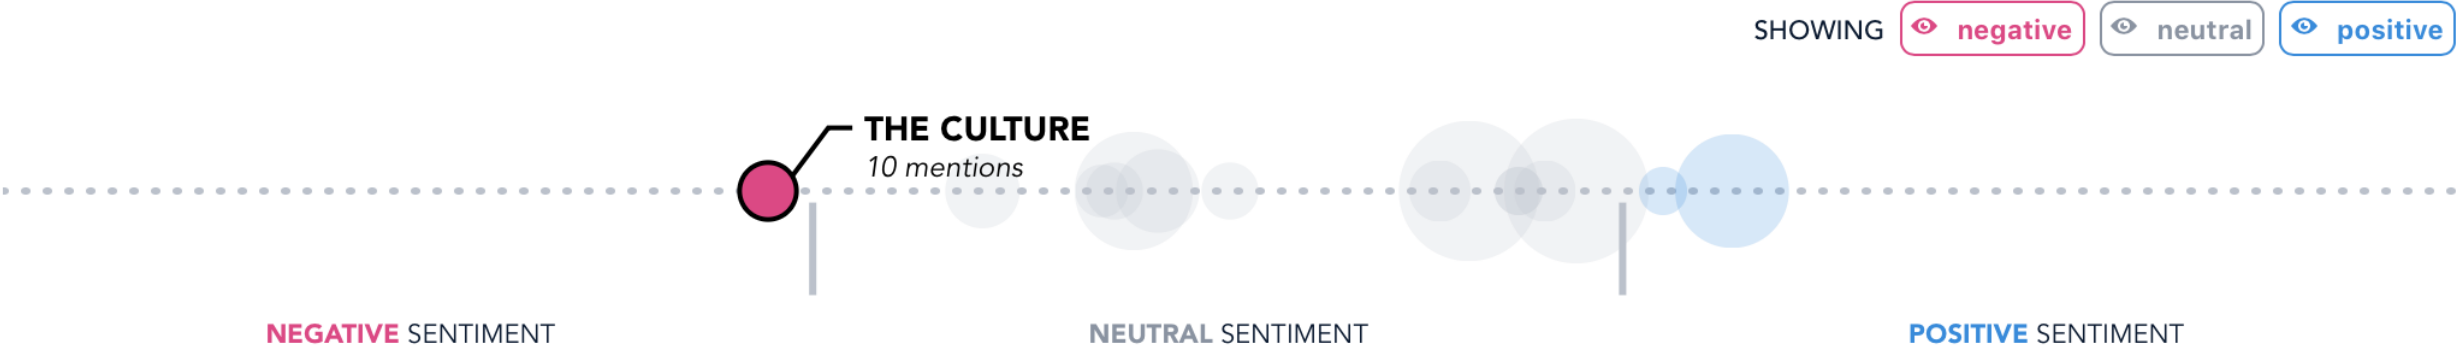 SHOWING negative neutral positive
THE CULTURE
10 mentions
NEGATIVE SENTIMENT NEUTRAL SENTIMENT POSITIVE SENTIMENT